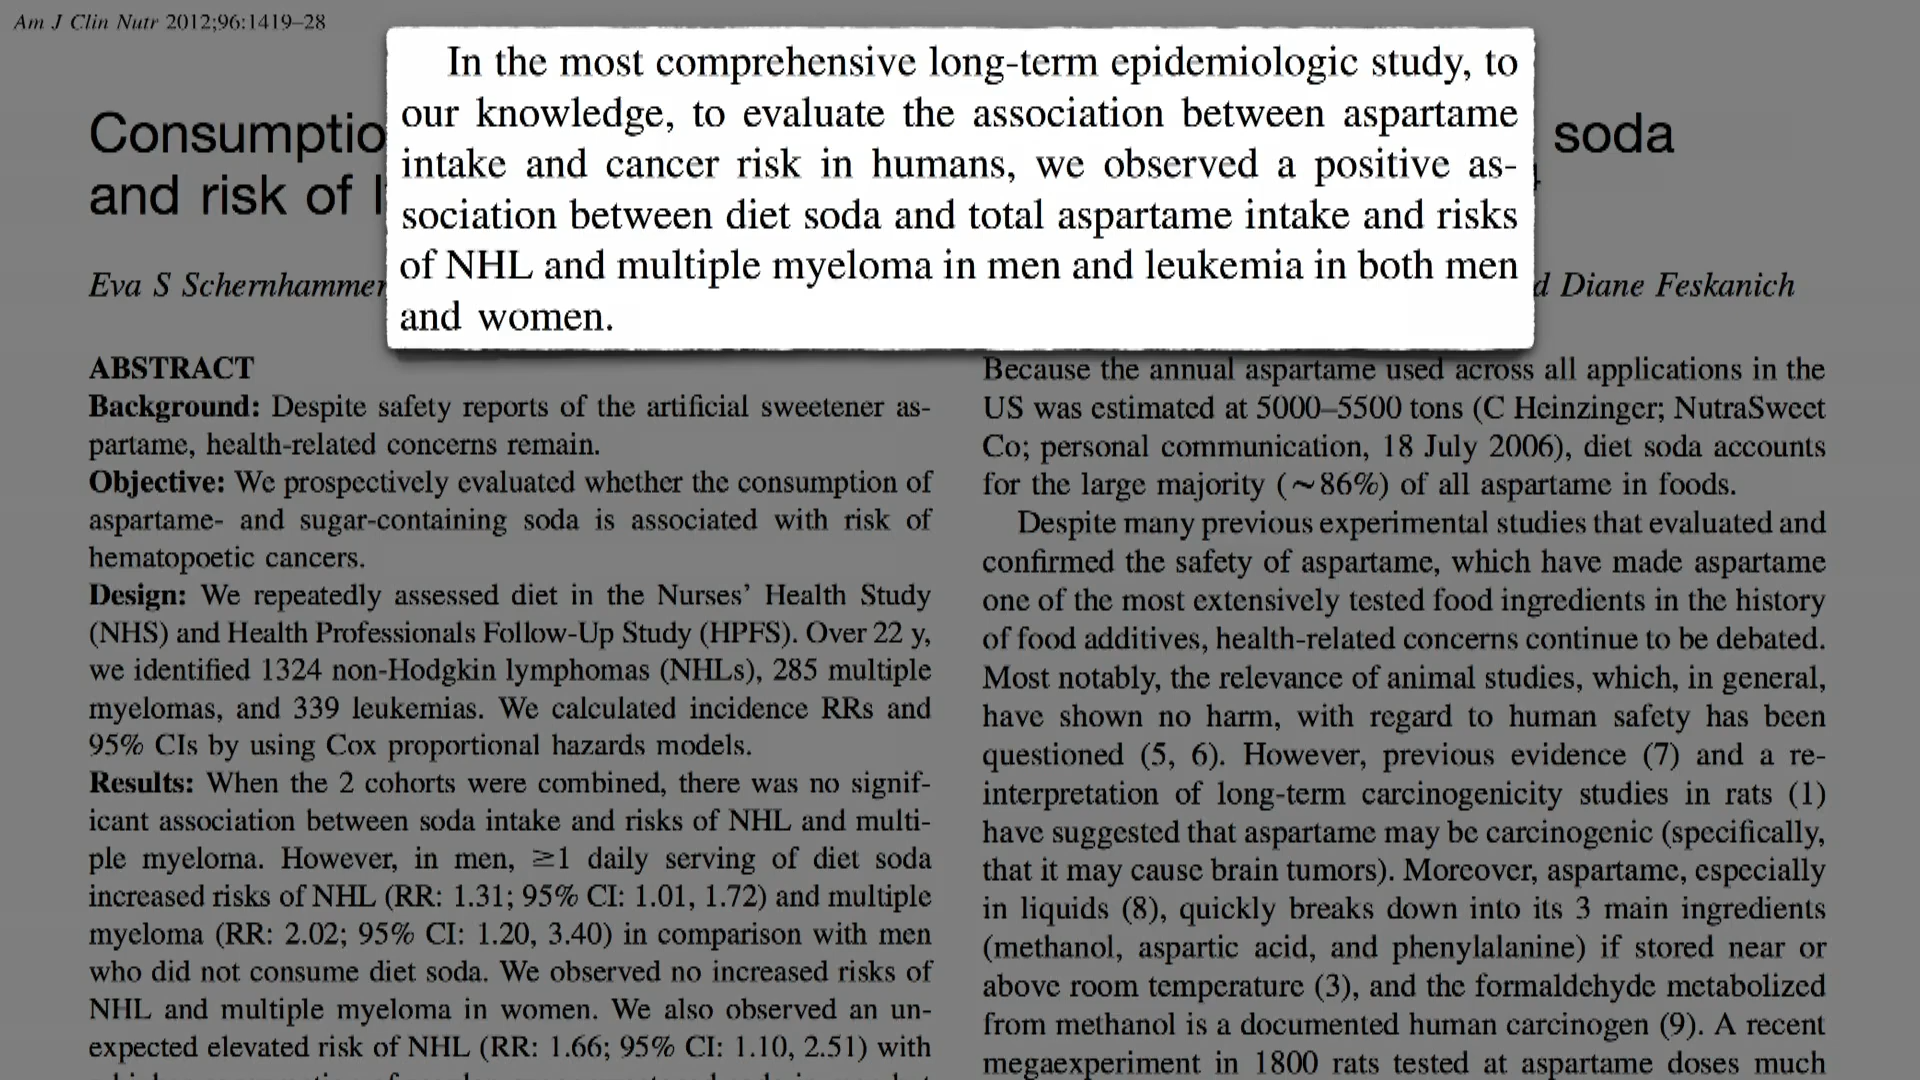 Am J Clin Nutr 2012;96:1419–28
In the most comprehensive long-term epidemiologic study, to
our knowledge, to evaluate the association between aspartame
intake and cancer risk in humans, we observed a positive as-
sociation between diet soda and total aspartame intake and risks
of NHL and multiple myeloma in men and leukemia in both men
and women.
soda
and risk of
Eva S Schernhammer
Diane Feskanich
ABSTRACT
Background: Despite safety reports of the artificial sweetener as-
partame, health-related concerns remain.
Objective: We prospectively evaluated whether the consumption of
aspartame- and sugar-containing soda is associated with risk of
hematopoetic cancers.
Design: We repeatedly assessed diet in the Nurses’ Health Study
(NHS) and Health Professionals Follow-Up Study (HPFS). Over 22 y,
we identified 1324 non-Hodgkin lymphomas (NHLs), 285 multiple
myelomas, and 339 leukemias. We calculated incidence RRs and
95% CIs by using Cox proportional hazards models.
Results: When the 2 cohorts were combined, there was no signif-
icant association between soda intake and risks of NHL and multi-
ple myeloma. However, in men, ≥1 daily serving of diet soda
increased risks of NHL (RR: 1.31; 95% CI: 1.01, 1.72) and multiple
myeloma (RR: 2.02; 95% CI: 1.20, 3.40) in comparison with men
who did not consume diet soda. We observed no increased risks of
NHL and multiple myeloma in women. We also observed an un-
expected elevated risk of NHL (RR: 1.66; 95% CI: 1.10, 2.51) with
Because the annual aspartame used across all applications in the
US was estimated at 5000–5500 tons (C Heinzinger; NutraSweet
Co; personal communication, 18 July 2006), diet soda accounts
for the large majority (~86%) of all aspartame in foods.
Despite many previous experimental studies that evaluated and
confirmed the safety of aspartame, which have made aspartame
one of the most extensively tested food ingredients in the history
of food additives, health-related concerns continue to be debated.
Most notably, the relevance of animal studies, which, in general,
have shown no harm, with regard to human safety has been
questioned (5, 6). However, previous evidence (7) and a re-
interpretation of long-term carcinogenicity studies in rats (1)
have suggested that aspartame may be carcinogenic (specifically,
that it may cause brain tumors). Moreover, aspartame, especially
in liquids (8), quickly breaks down into its 3 main ingredients
(methanol, aspartic acid, and phenylalanine) if stored near or
above room temperature (3), and the formaldehyde metabolized
from methanol is a documented human carcinogen (9). A recent
megaexperiment in 1800 rats tested at aspartame doses much